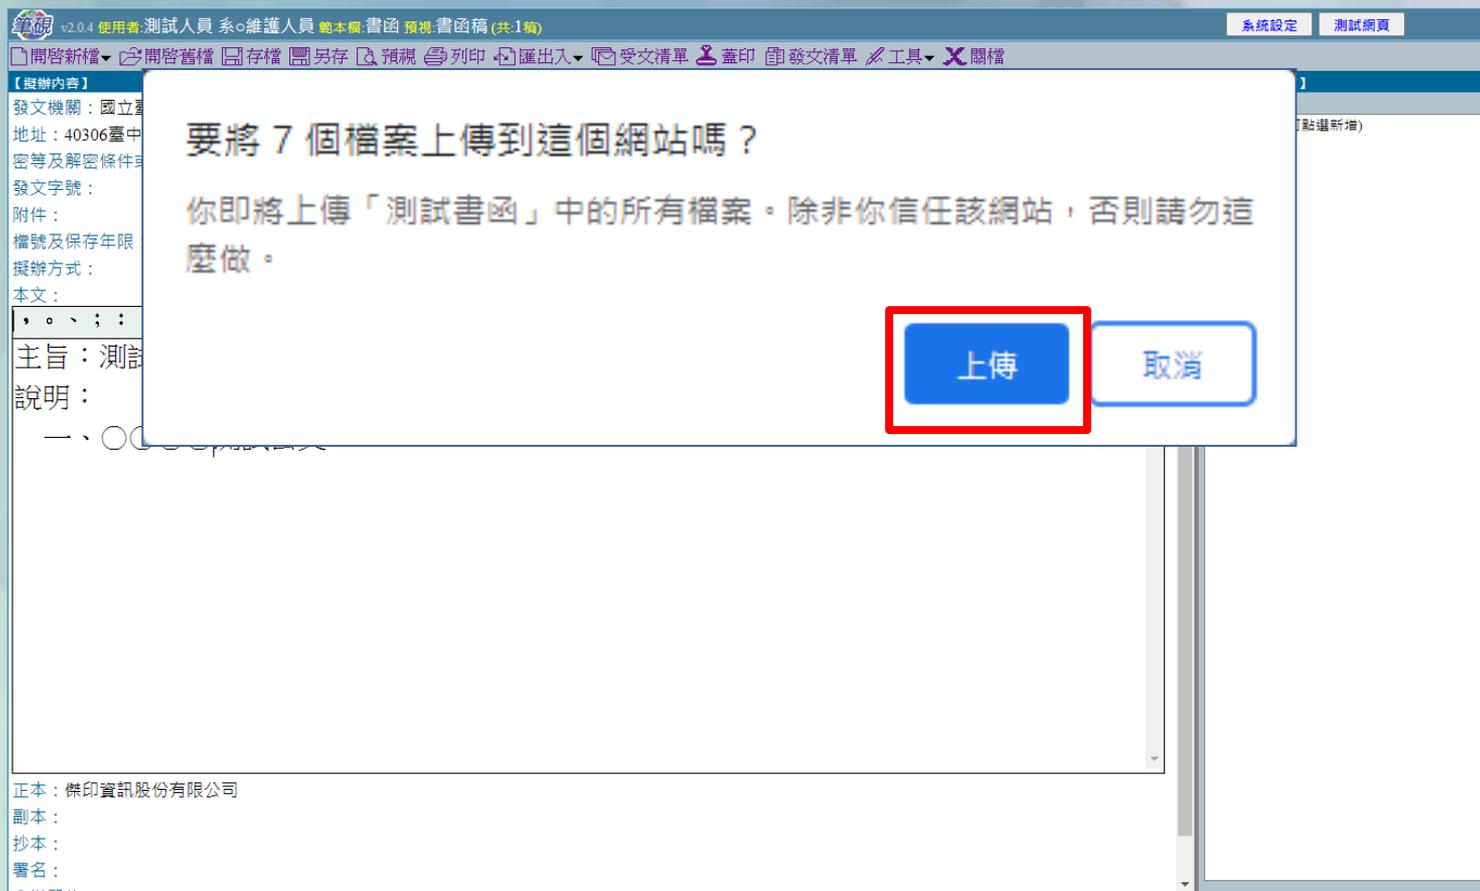 筆硯 v2.0.4 使用者:測試人員 系○維護人員 範本檔:書函 預視:書函稿 (共:1稿)
系統設定 測試網頁
開啓新檔 開啓舊檔 存檔 另存 預視 列印 匯出入 受文清單 蓋印 發文清單 工具 關檔
【擬辦內容】 】
發文機關：國立
地址：40306臺中
點選新增)
密等及解密條件
發文字號：
附件：
檔號及保存年限：
擬辦方式：
本文：
，。、；：
主旨：測試
說明：
一、○○○○測試公文
要將 7 個檔案上傳到這個網站嗎？
你即將上傳「測試書函」中的所有檔案。除非你信任該網站，否則請勿這
麼做。
上傳 取消
正本：傑印資訊股份有限公司
副本：
抄本：
署名：